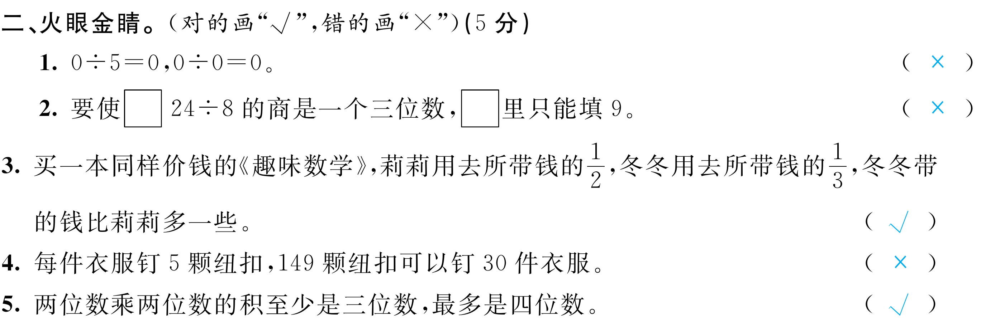 二、火眼金睛。(对的画“√”,错的画“×”)(5 分)
1. 0÷5=0,0÷0=0。 ( × )
2. 要使□ 24÷8 的商是一个三位数,□里只能填 9。 ( × )
3. 买一本同样价钱的《趣味数学》,莉莉用去所带钱的1/2,冬冬用去所带钱的1/3,冬冬带
的钱比莉莉多一些。 ( √ )
4. 每件衣服钉 5 颗纽扣,149 颗纽扣可以钉 30 件衣服。 ( × )
5. 两位数乘两位数的积至少是三位数,最多是四位数。 ( √ )